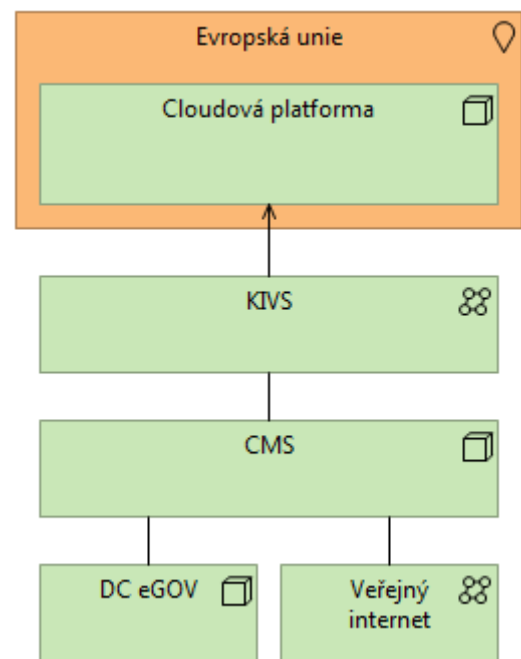 Evropská unie
Cloudová platforma
KIVS
CMS
DC eGOV
Veřejný
internet